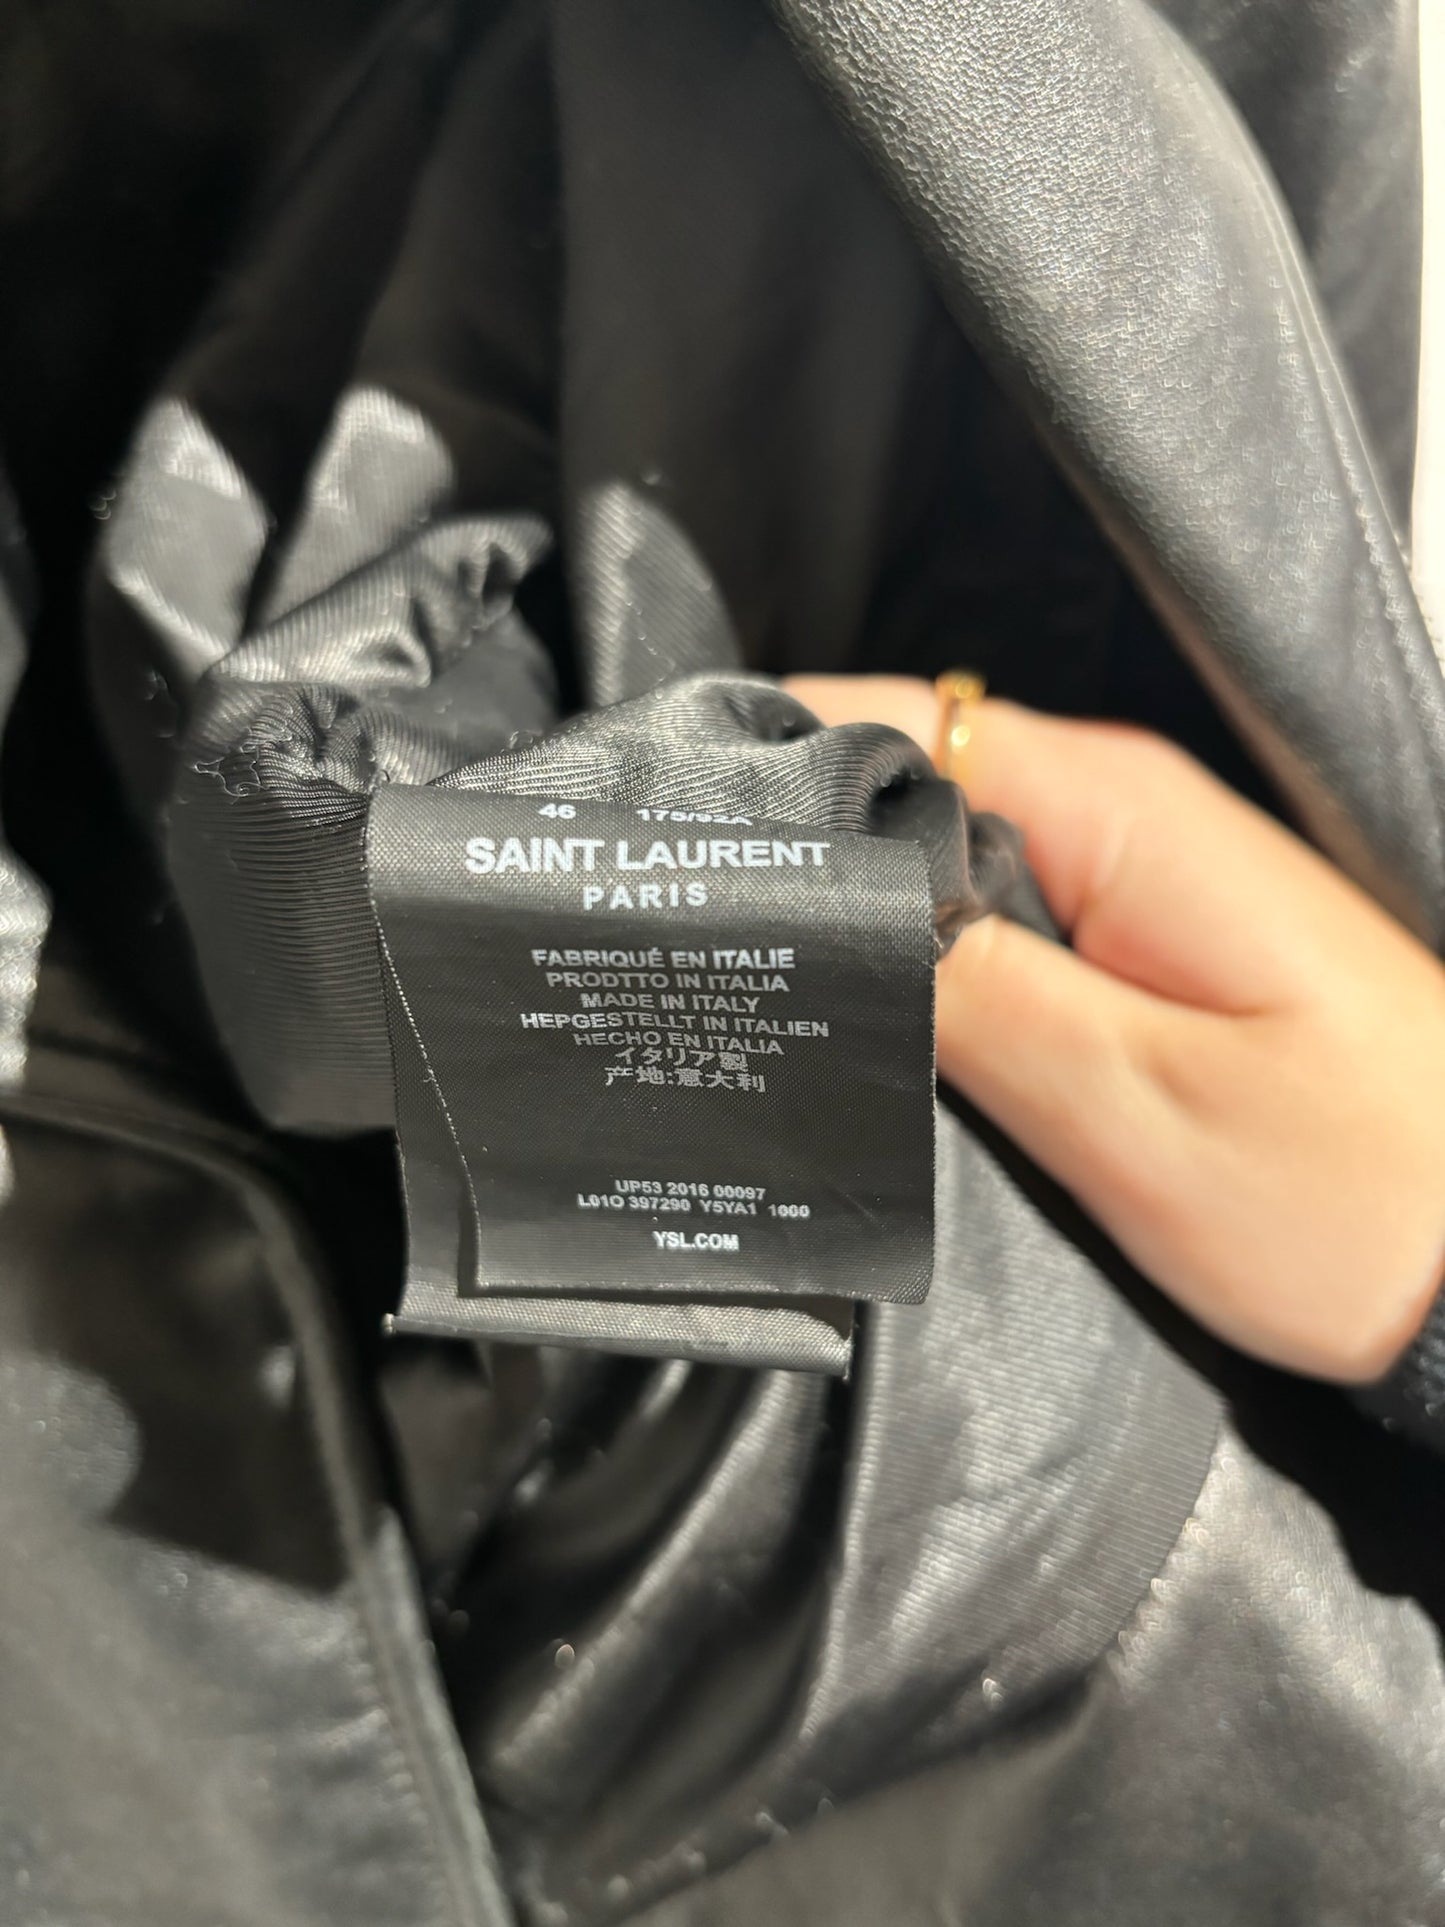 46 175/92A
SAINT LAURENT
PARIS
FABRIQUÉ EN ITALIE
PRODTTO IN ITALIA
MADE IN ITALY
HEPGESTELLT IN ITALIEN
HECHO EN ITALIA
イタリア製
产地:意大利
UP53 2016 00097
L01O 397290 Y5YA1 1000
YSL.COM